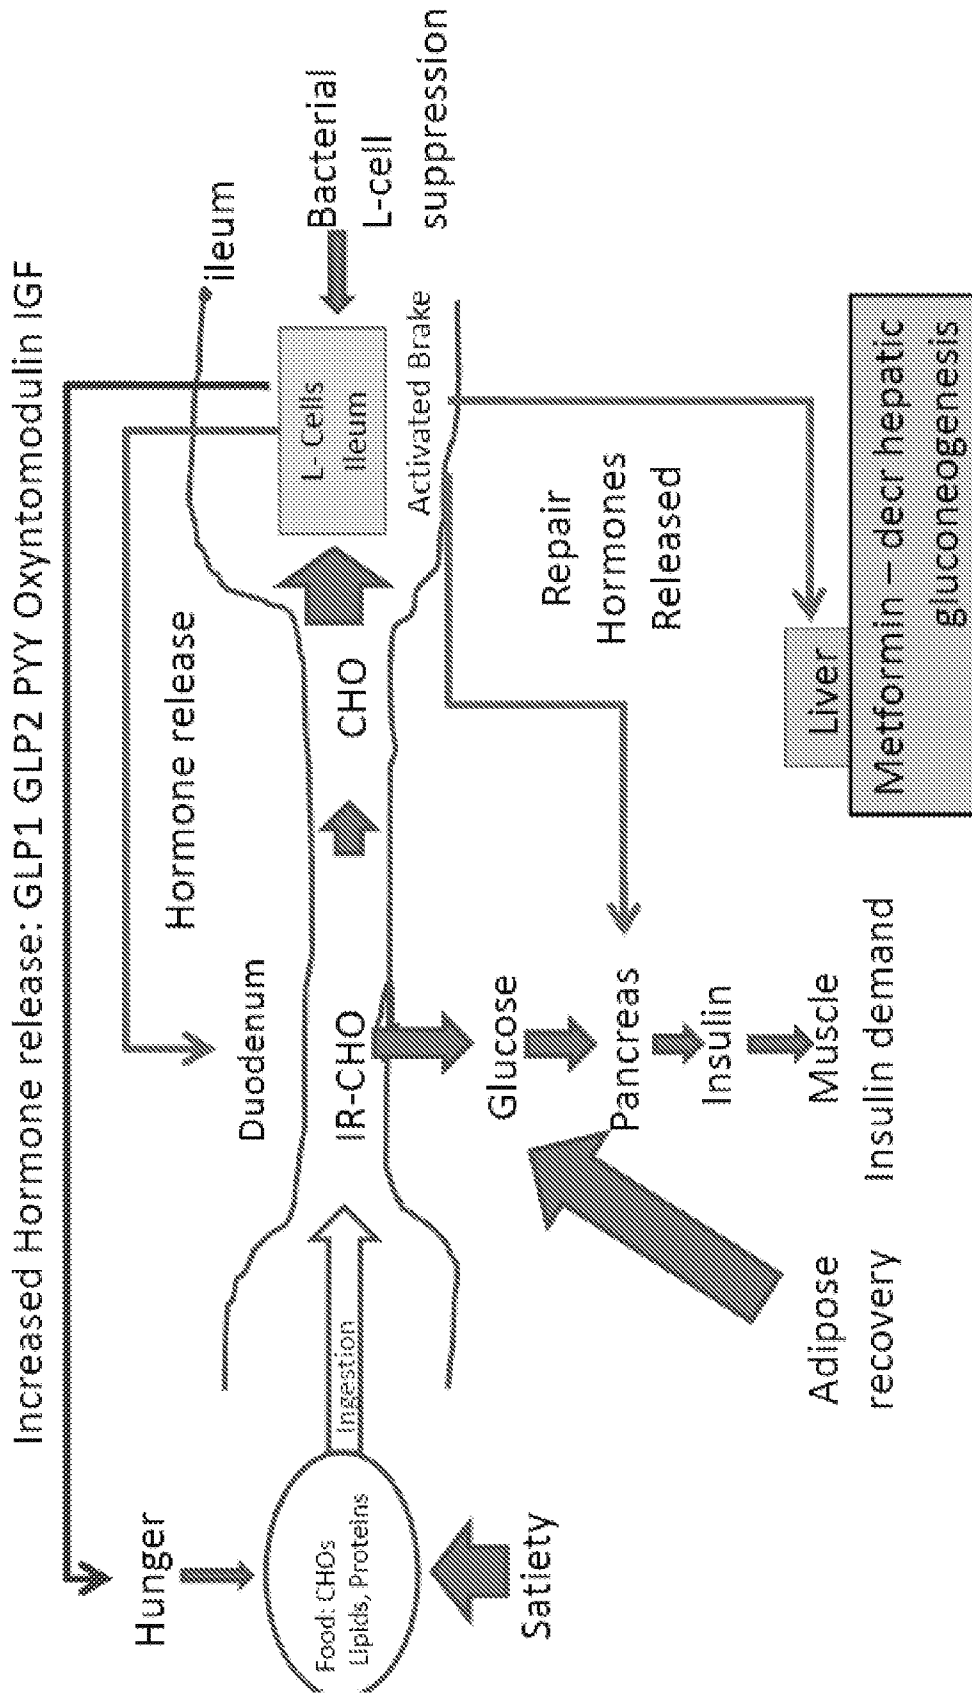 Increased Hormone release: GLP1 GLP2 PYY Oxyntomodulin IGF
Hunger
Hormone release
Duodenum
ileum
Food: CHOs
Lipids, Proteins
Ingestion
IR-CHO
CHO
L- Cells
Ileum
Bacterial
L-cell
suppression
Activated Brake
Satiety
Glucose
Repair
Hormones
Released
Pancreas
Insulin
Adipose
recovery
Muscle
Insulin demand
Liver
Metformin – decr hepatic
gluconeogenesis